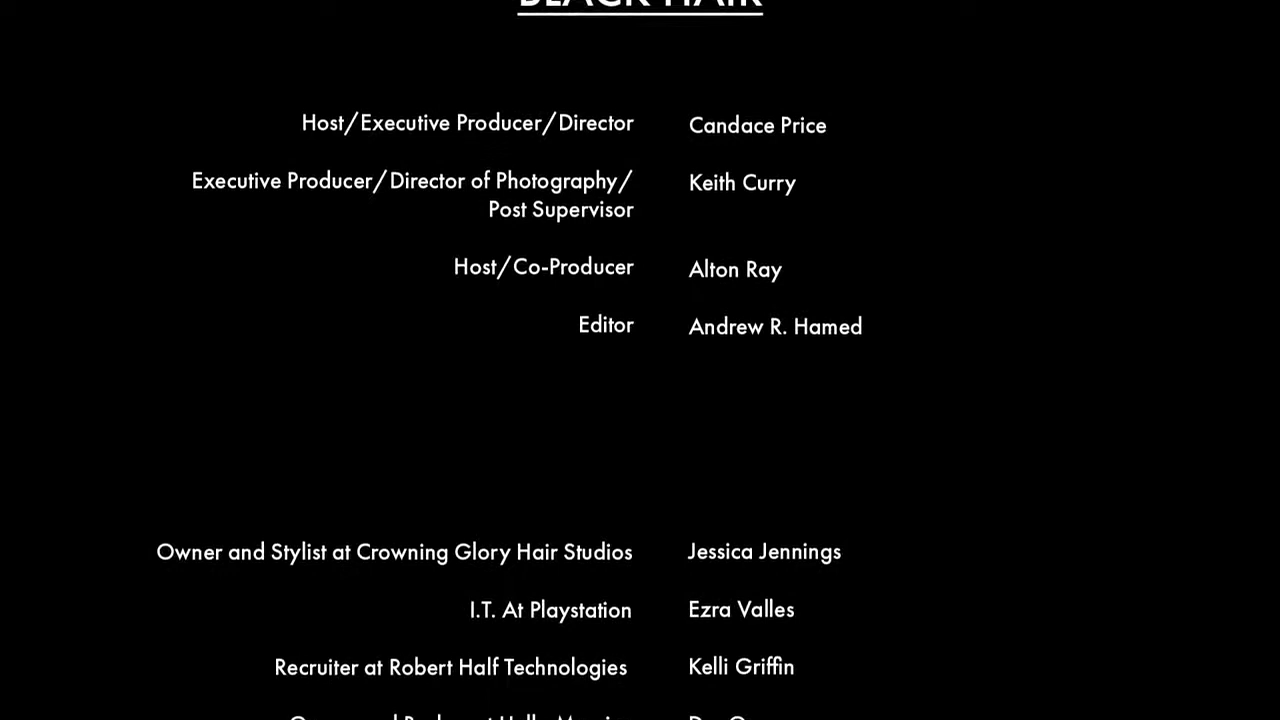 BLACK HAIR
Host/Executive Producer/Director Candace Price
Executive Producer/Director of Photography/ Keith Curry
Post Supervisor
Host/Co-Producer Alton Ray
Editor Andrew R. Hamed
Owner and Stylist at Crowning Glory Hair Studios Jessica Jennings
I.T. At Playstation Ezra Valles
Recruiter at Robert Half Technologies Kelli Griffin